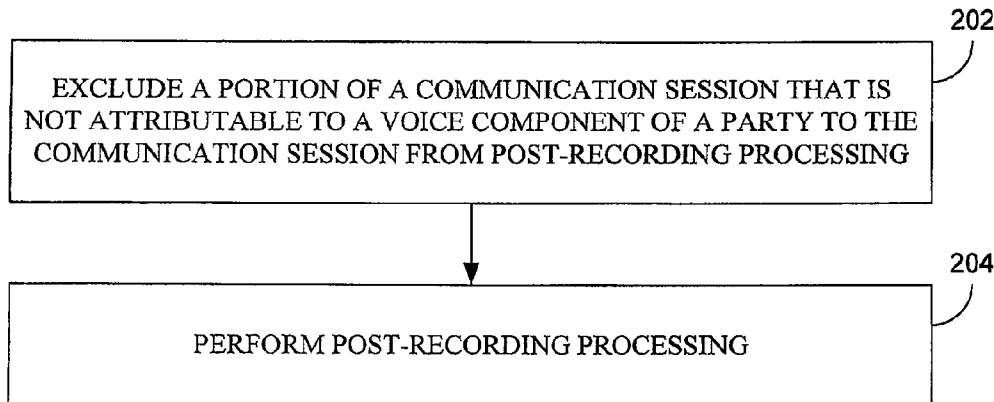 202
EXCLUDE A PORTION OF A COMMUNICATION SESSION THAT IS
NOT ATTRIBUTABLE TO A VOICE COMPONENT OF A PARTY TO THE
COMMUNICATION SESSION FROM POST-RECORDING PROCESSING
204
PERFORM POST-RECORDING PROCESSING